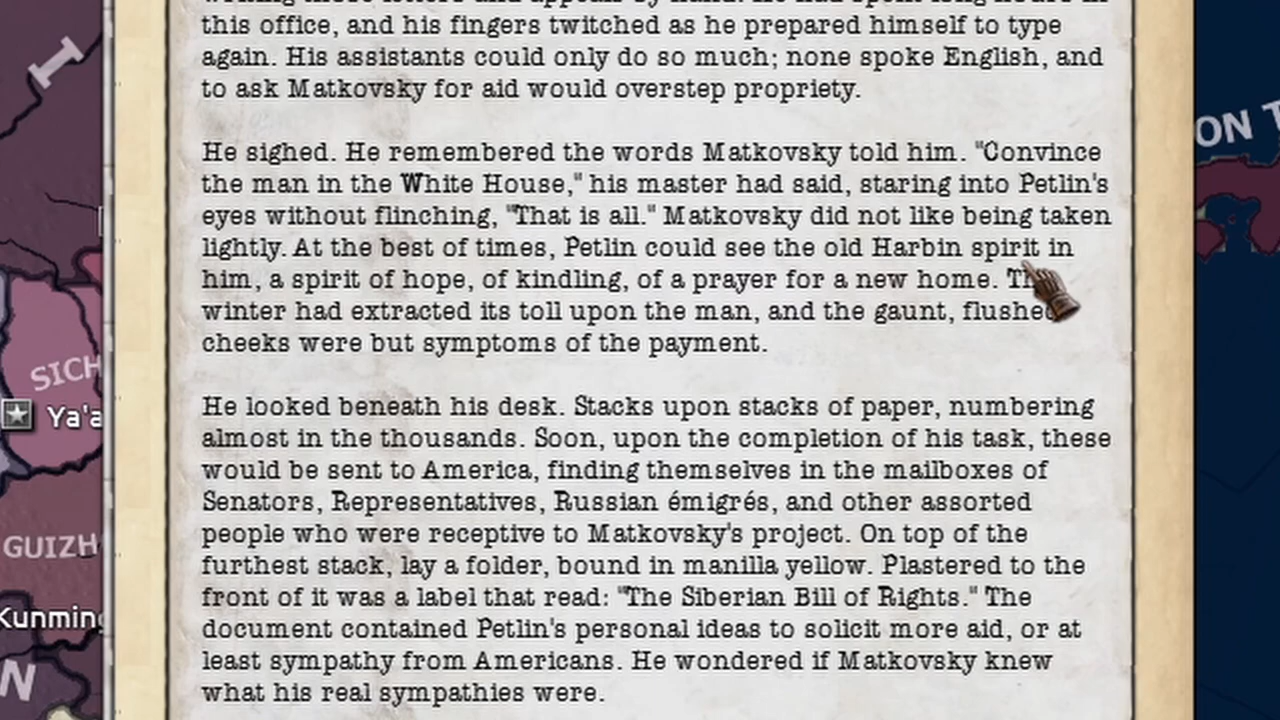 this office, and his fingers twitched as he prepared himself to type
again. His assistants could only do so much; none spoke English, and
to ask Matkovsky for aid would overstep propriety.
He sighed. He remembered the words Matkovsky told him. "Convince
the man in the White House," his master had said, staring into Petlin's
eyes without flinching, "That is all." Matkovsky did not like being taken
lightly. At the best of times, Petlin could see the old Harbin spirit in
him, a spirit of hope, of kindling, of a prayer for a new home.
winter had extracted its toll upon the man, and the gaunt, flushed
cheeks were but symptoms of the payment.
He looked beneath his desk. Stacks upon stacks of paper, numbering
almost in the thousands. Soon, upon the completion of his task, these
would be sent to America, finding themselves in the mailboxes of
Senators, Representatives, Russian émigrés, and other assorted
people who were receptive to Matkovsky's project. On top of the
furthest stack, lay a folder, bound in manilla yellow. Plastered to the
front of it was a label that read: "The Siberian Bill of Rights." The
document contained Petlin's personal ideas to solicit more aid, or at
least sympathy from Americans. He wondered if Matkovsky knew
what his real sympathies were.
I
SICH
Ya'a
GUIZH
Kunming
N
ON T